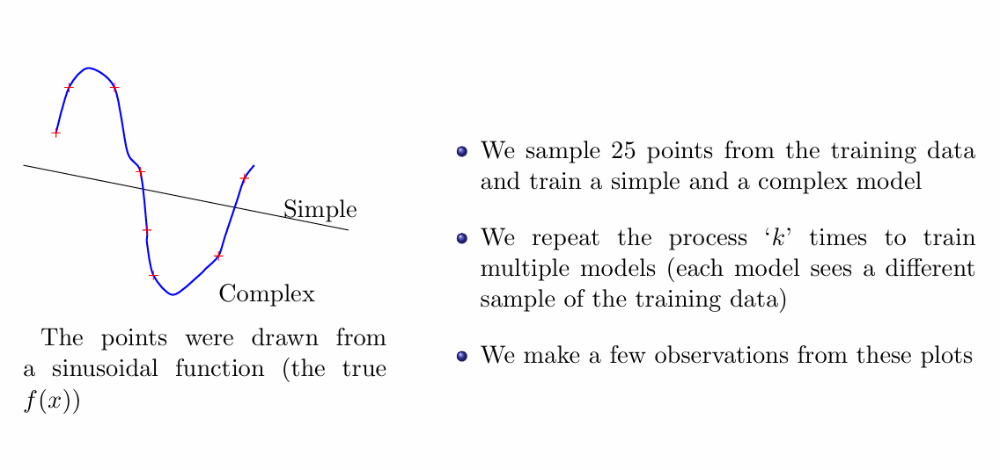 Simple
Complex
The points were drawn from
a sinusoidal function (the true
f(x))
We sample 25 points from the training data
and train a simple and a complex model
We repeat the process ‘k’ times to train
multiple models (each model sees a different
sample of the training data)
We make a few observations from these plots